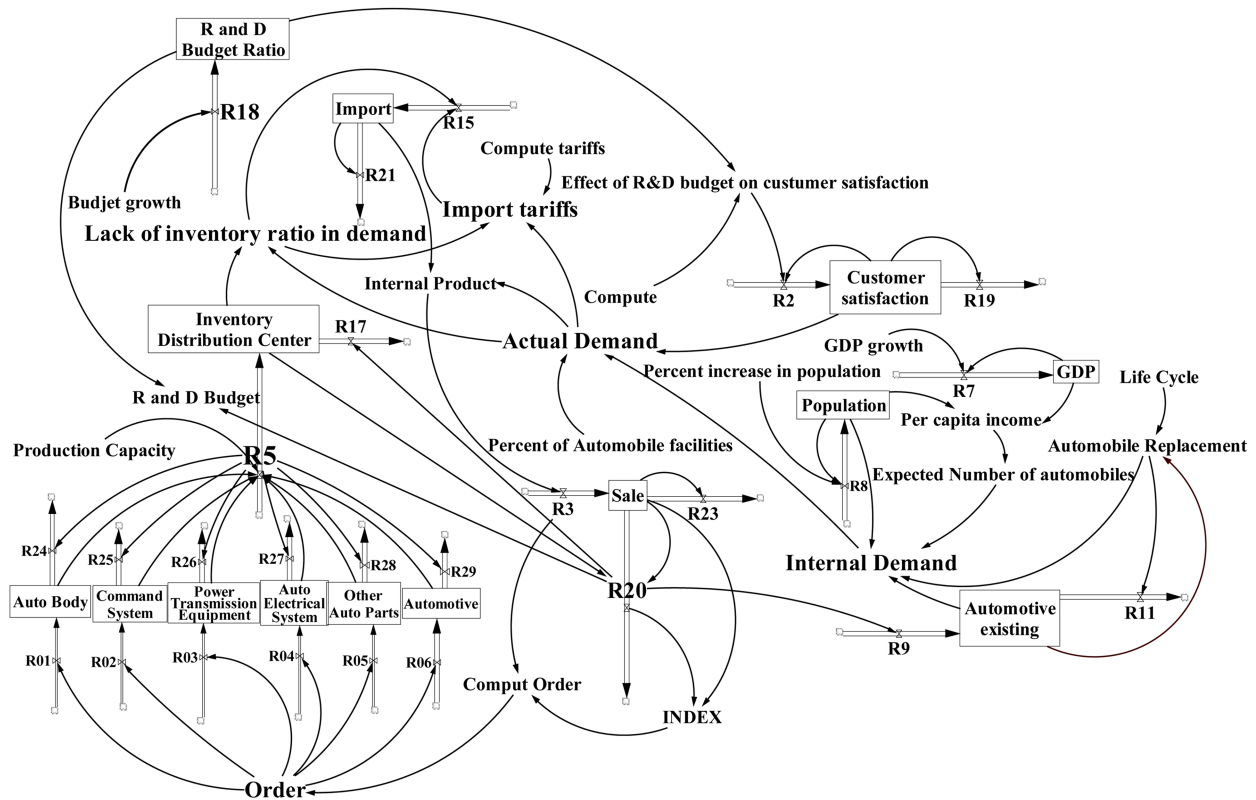 R and D
Budget Ratio
R18
Budjet growth
Import
R15
R21
Compute tariffs
Import tariffs
Effect of R&D budget on custumer satisfaction
Lack of inventory ratio in demand
Internal Product
Compute
R2
Customer
satisfaction
R19
Inventory
Distribution Center
R17
Actual Demand
GDP growth
Percent increase in population
R7
GDP
Life Cycle
R and D Budget
Population
Per capita income
Production Capacity
R5
Percent of Automobile facilities
Automobile Replacement
Expected Number of automobiles
R8
R3
Sale
R23
R24
R25
R26
R27
R28
R29
Internal Demand
R20
Auto Body
Command
System
Power
Transmission
Equipment
Auto
Electrical
System
Other
Auto Parts
Automotive
Automotive
existing
R11
R9
R01
R02
R03
R04
R05
R06
Comput Order
INDEX
Order